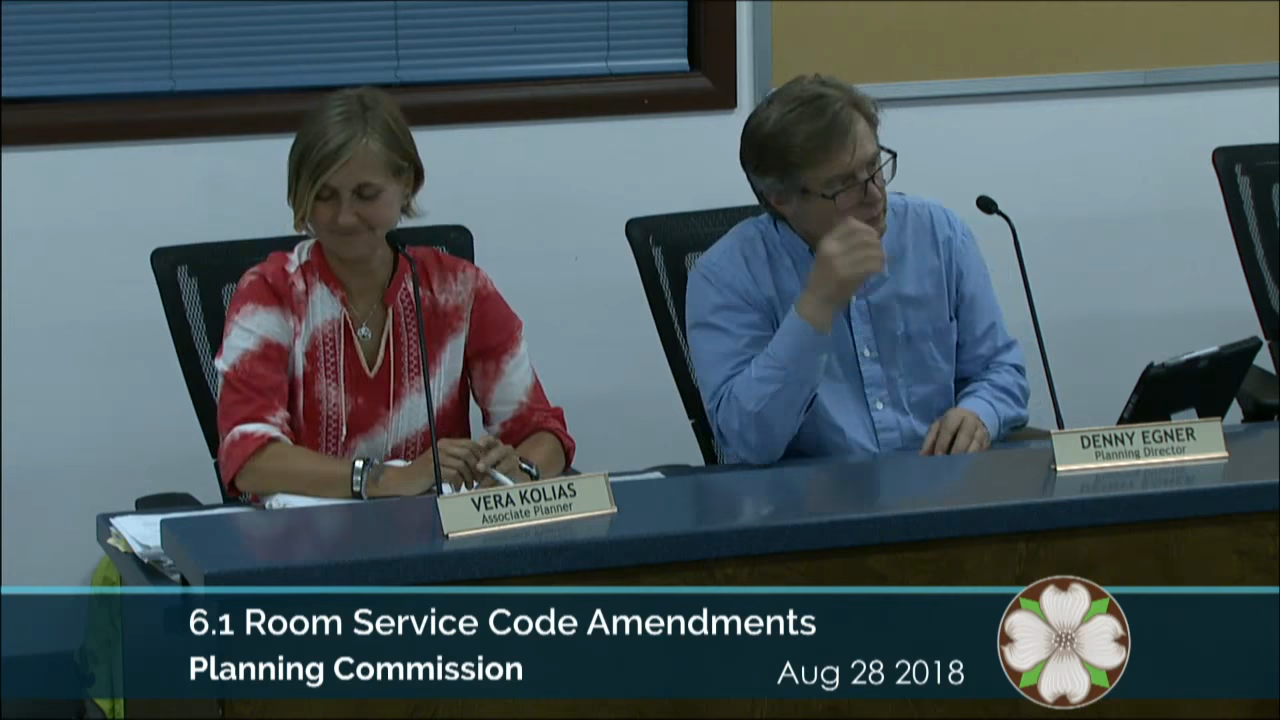 DENNY EGNER
Planning Director
VERA KOLIAS
Associate Planner
6.1 Room Service Code Amendments
Planning Commission
Aug 28 2018